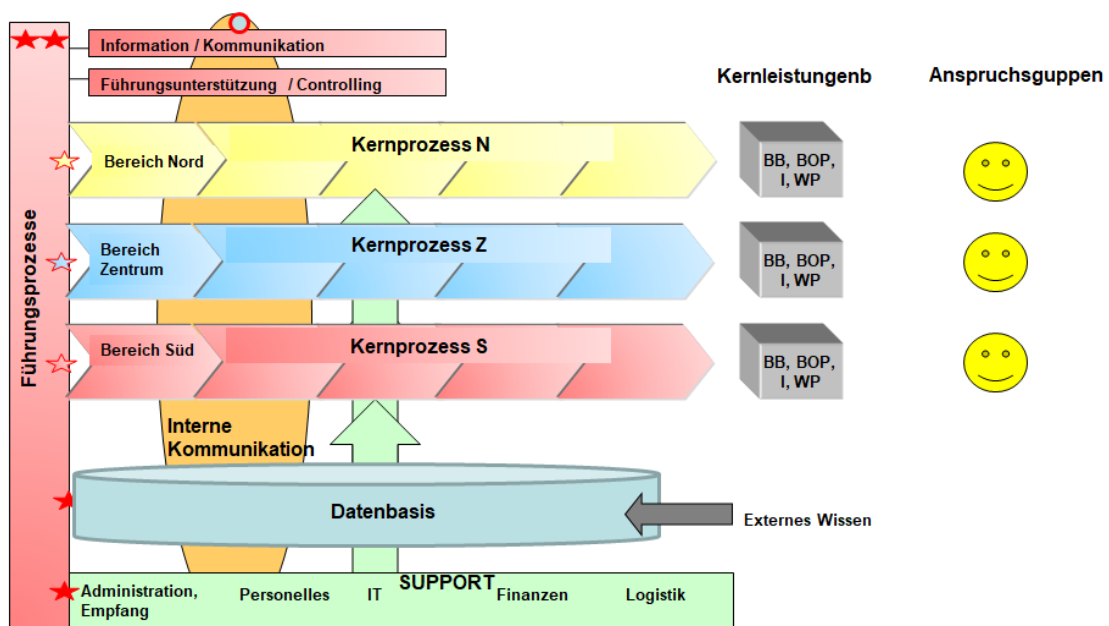 Information / Kommunikation
Führungsunterstützung / Controlling
Kernleistungenb
Anspruchsguppen
Führungsprozesse
Bereich Nord
Kernprozess N
BB, BOP,
I, WP
Bereich
Zentrum
Kernprozess Z
BB, BOP,
I, WP
Bereich Süd
Kernprozess S
BB, BOP,
I, WP
Interne
Kommunikation
Datenbasis
Externes Wissen
SUPPORT
Administration,
Empfang
Personelles
IT
Finanzen
Logistik